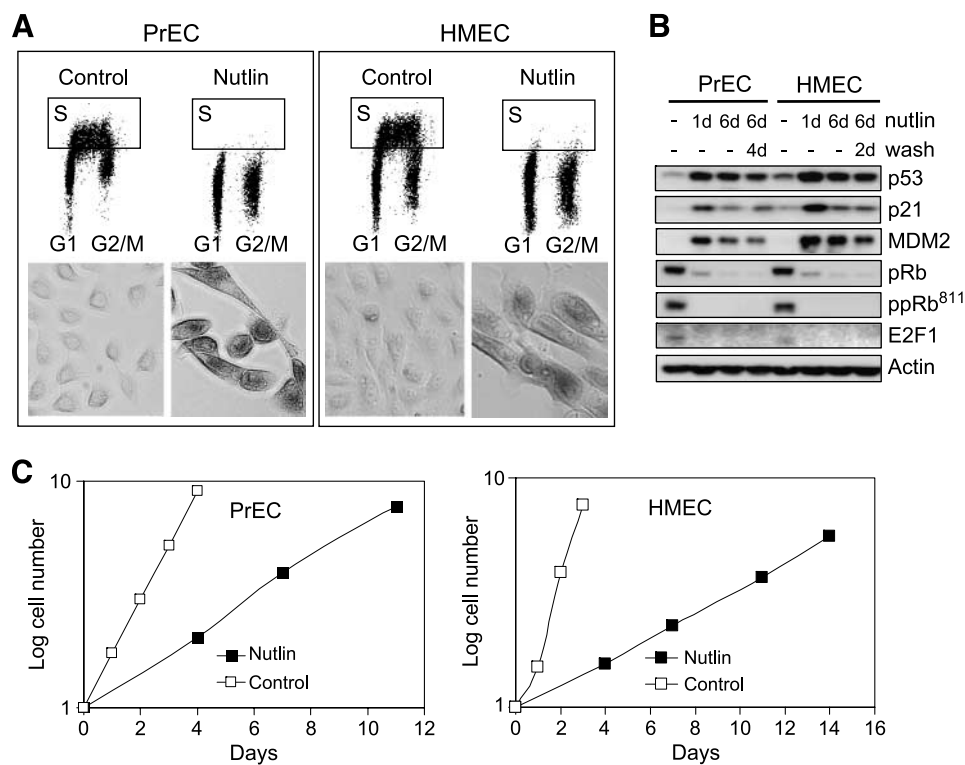 A
PrEC
HMEC
Control
Nutlin
Control
Nutlin
S
S
S
S
G1
G2/M
G1
G2/M
G1
G2/M
G1
G2/M
B
PrEC
HMEC
- 1d 6d 6d - 1d 6d 6d nutlin
- - - 4d - - - 2d wash
p53
p21
MDM2
pRb
ppRb811
E2F1
Actin
C
10
1
Log cell number
PrEC
Nutlin
Control
0 2 4 6 8 10 12
Days
10
1
Log cell number
HMEC
Nutlin
Control
0 2 4 6 8 10 12 14 16
Days